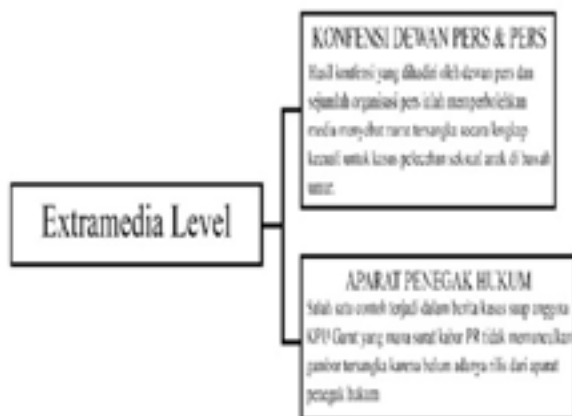 Extramedia Level
KONFENSI DEWAN PERS & PERS
Hasil konfensi yang dihadiri oleh dewan pers dan
sejumlah organisasi pers ialah memperbolehkan
media menyebut nama tersangka secara lengkap
kecuali untuk kasus pelecehan seksual anak di bawah
umur.
APARAT PENEGAK HUKUM
Salah satu contoh terjadi dalam berita kasus suap anggota
KPU Garut yang mana surat kabar PR tidak memunculkan
gambar tersangka karena belum adanya rilis dari aparat
penegak hukum